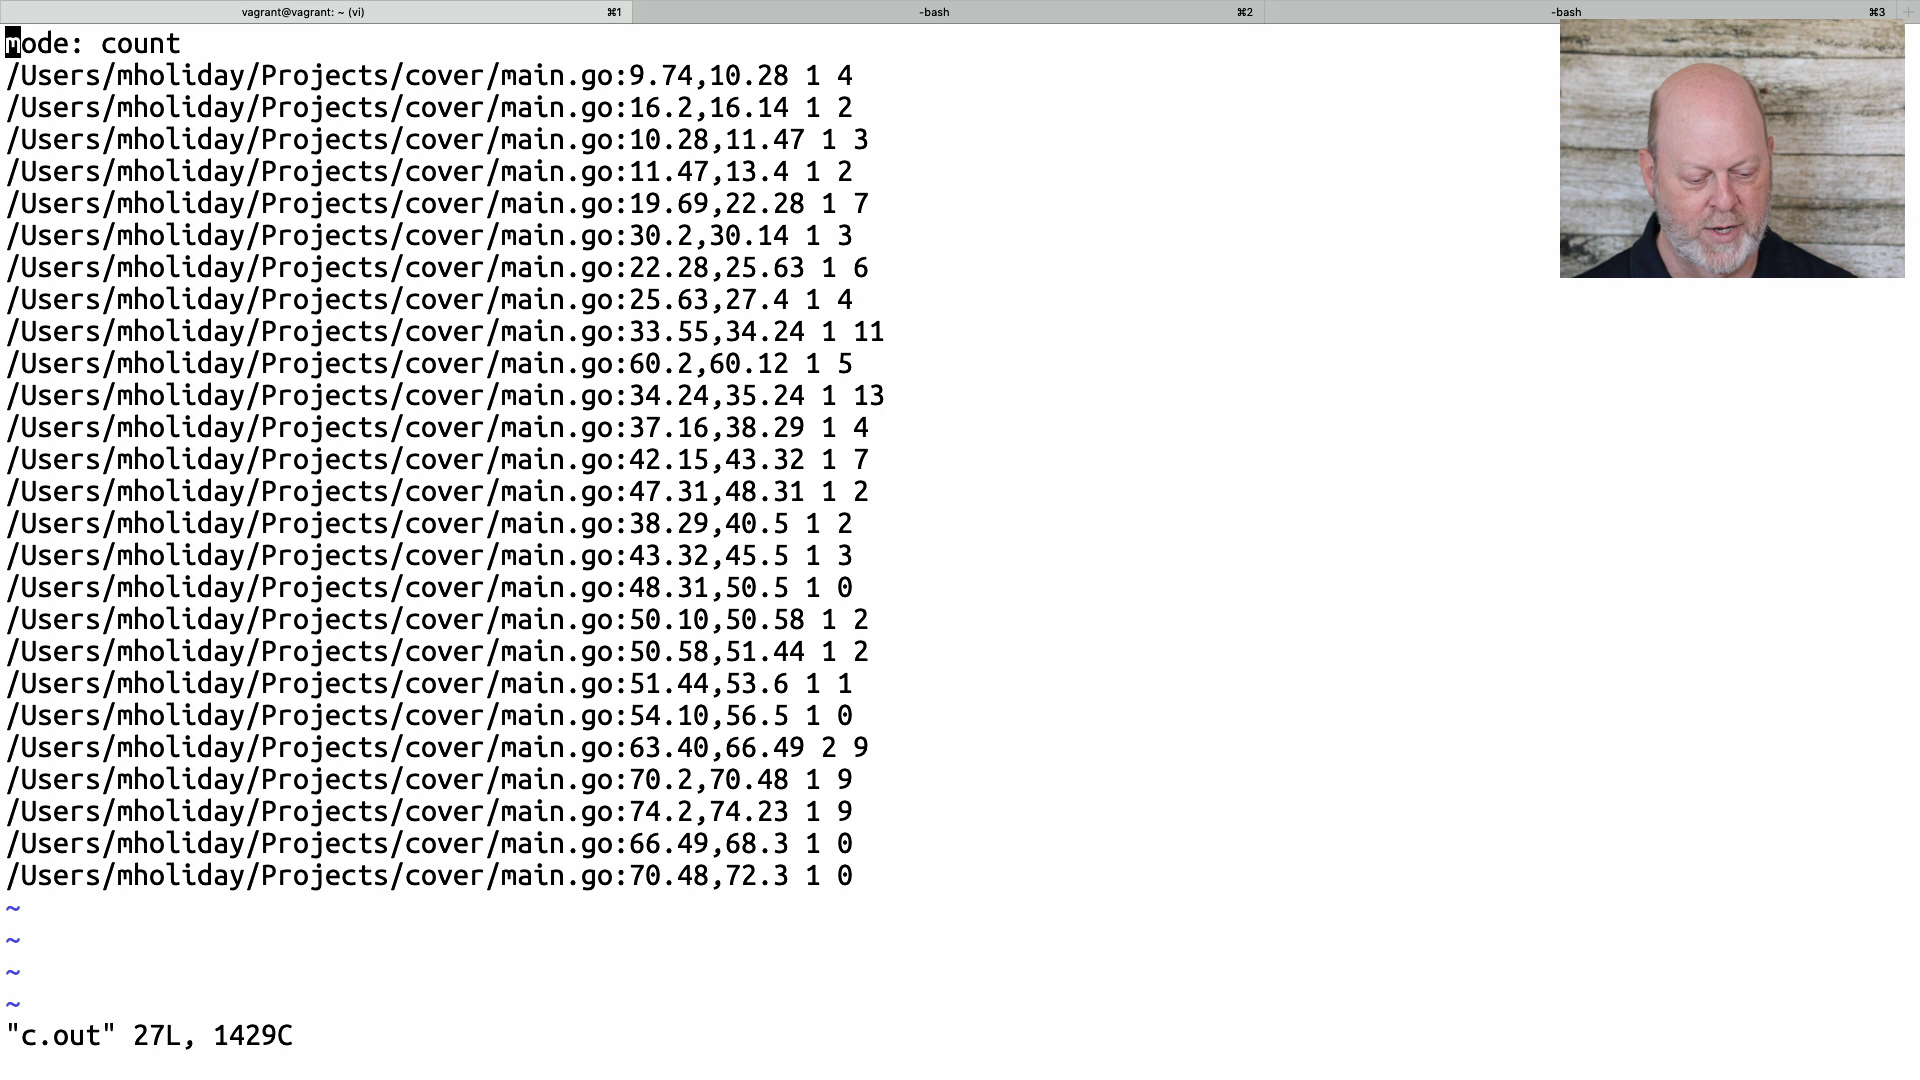 vagrant@vagrant: ~ (vi) ⌘1 -bash ⌘2 -bash ⌘3 +
mode: count
/Users/mholiday/Projects/cover/main.go:9.74,10.28 1 4
/Users/mholiday/Projects/cover/main.go:16.2,16.14 1 2
/Users/mholiday/Projects/cover/main.go:10.28,11.47 1 3
/Users/mholiday/Projects/cover/main.go:11.47,13.4 1 2
/Users/mholiday/Projects/cover/main.go:19.69,22.28 1 7
/Users/mholiday/Projects/cover/main.go:30.2,30.14 1 3
/Users/mholiday/Projects/cover/main.go:22.28,25.63 1 6
/Users/mholiday/Projects/cover/main.go:25.63,27.4 1 4
/Users/mholiday/Projects/cover/main.go:33.55,34.24 1 11
/Users/mholiday/Projects/cover/main.go:60.2,60.12 1 5
/Users/mholiday/Projects/cover/main.go:34.24,35.24 1 13
/Users/mholiday/Projects/cover/main.go:37.16,38.29 1 4
/Users/mholiday/Projects/cover/main.go:42.15,43.32 1 7
/Users/mholiday/Projects/cover/main.go:47.31,48.31 1 2
/Users/mholiday/Projects/cover/main.go:38.29,40.5 1 2
/Users/mholiday/Projects/cover/main.go:43.32,45.5 1 3
/Users/mholiday/Projects/cover/main.go:48.31,50.5 1 0
/Users/mholiday/Projects/cover/main.go:50.10,50.58 1 2
/Users/mholiday/Projects/cover/main.go:50.58,51.44 1 2
/Users/mholiday/Projects/cover/main.go:51.44,53.6 1 1
/Users/mholiday/Projects/cover/main.go:54.10,56.5 1 0
/Users/mholiday/Projects/cover/main.go:63.40,66.49 2 9
/Users/mholiday/Projects/cover/main.go:70.2,70.48 1 9
/Users/mholiday/Projects/cover/main.go:74.2,74.23 1 9
/Users/mholiday/Projects/cover/main.go:66.49,68.3 1 0
/Users/mholiday/Projects/cover/main.go:70.48,72.3 1 0
~
~
~
~
"c.out" 27L, 1429C